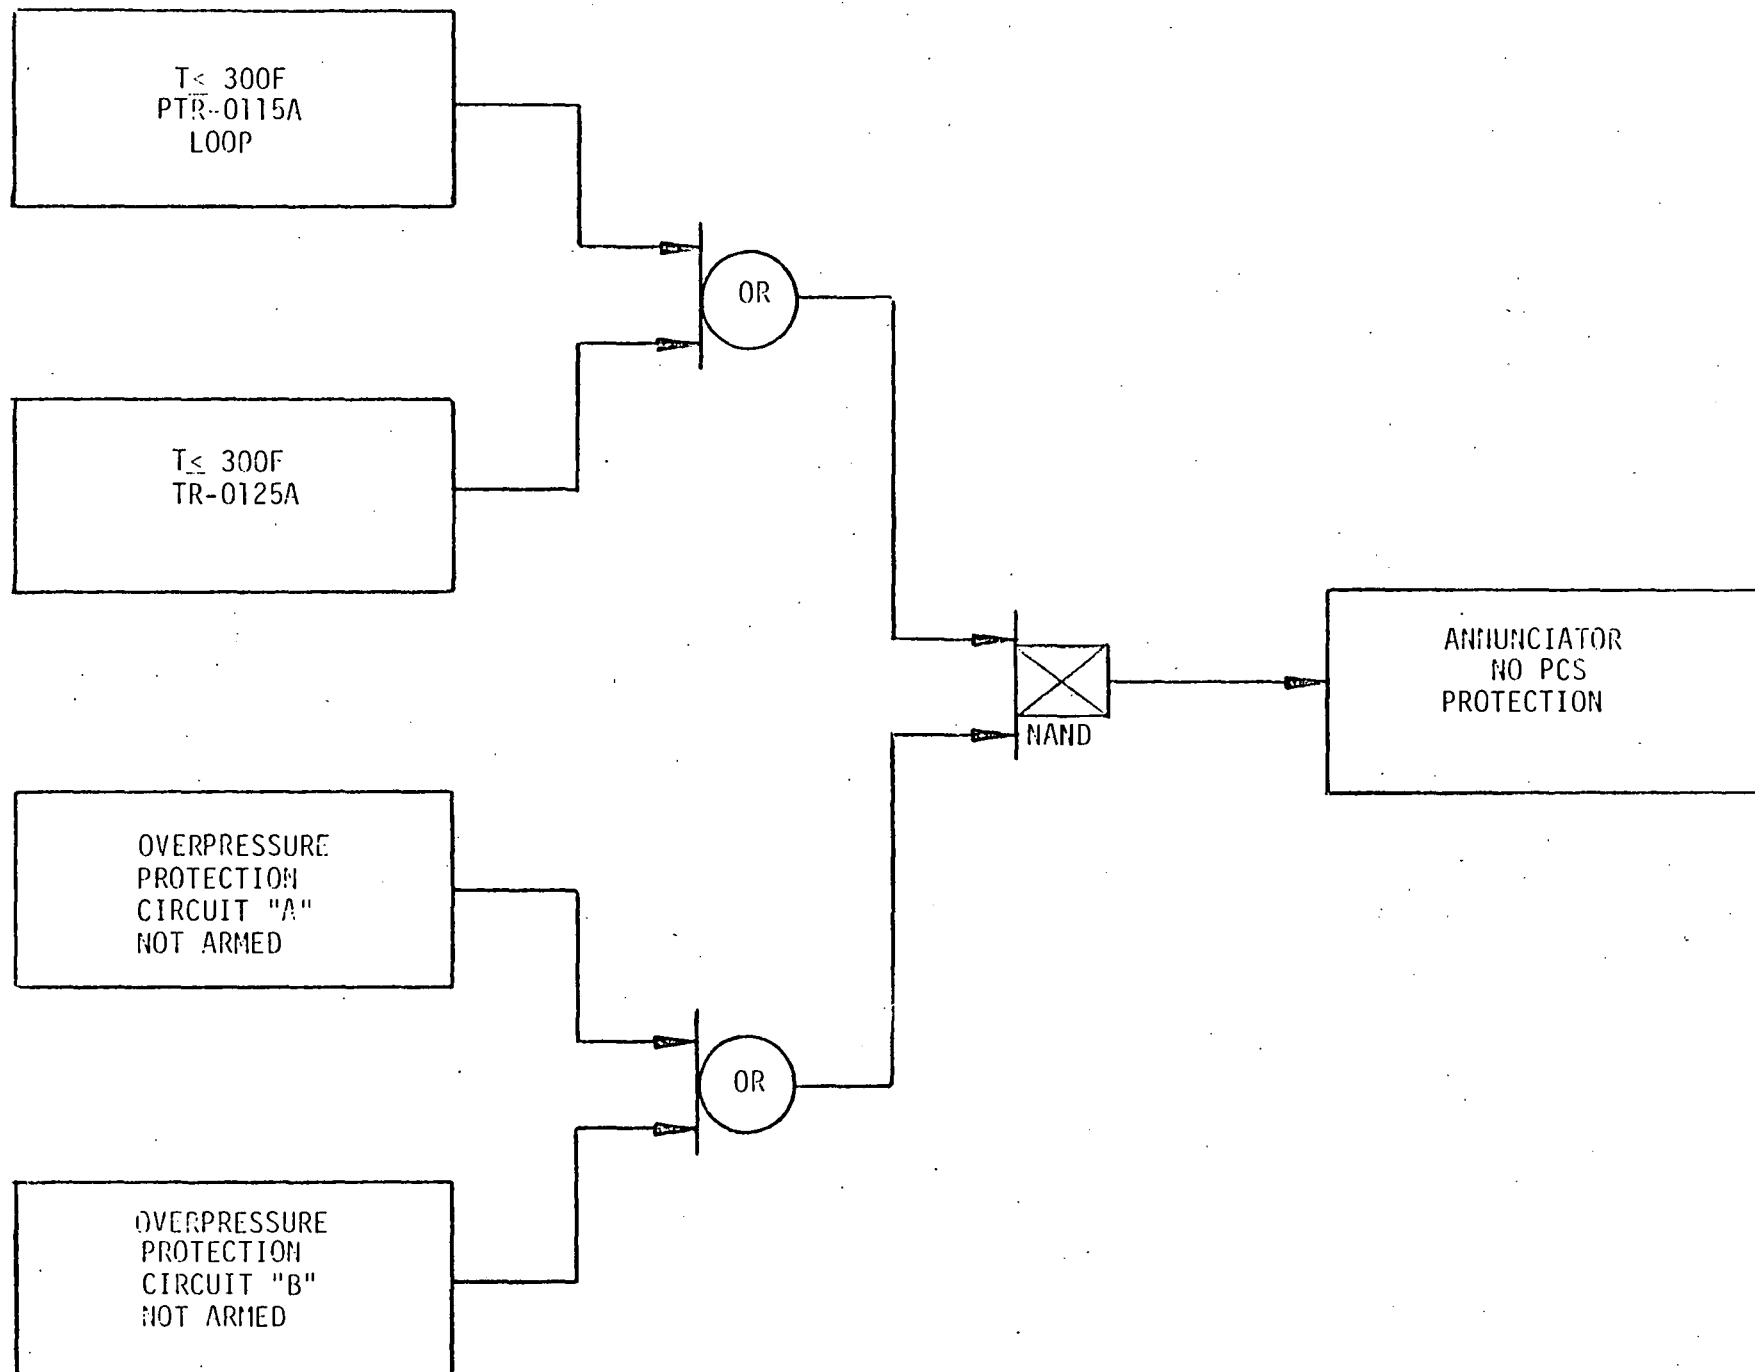 T≤ 300F
PTR-0115A
LOOP
OR
T≤ 300F
TR-0125A
ANNUNCIATOR
NO PCS
PROTECTION
NAND
OVERPRESSURE
PROTECTION
CIRCUIT "A"
NOT ARMED
OR
OVERPRESSURE
PROTECTION
CIRCUIT "B"
NOT ARMED